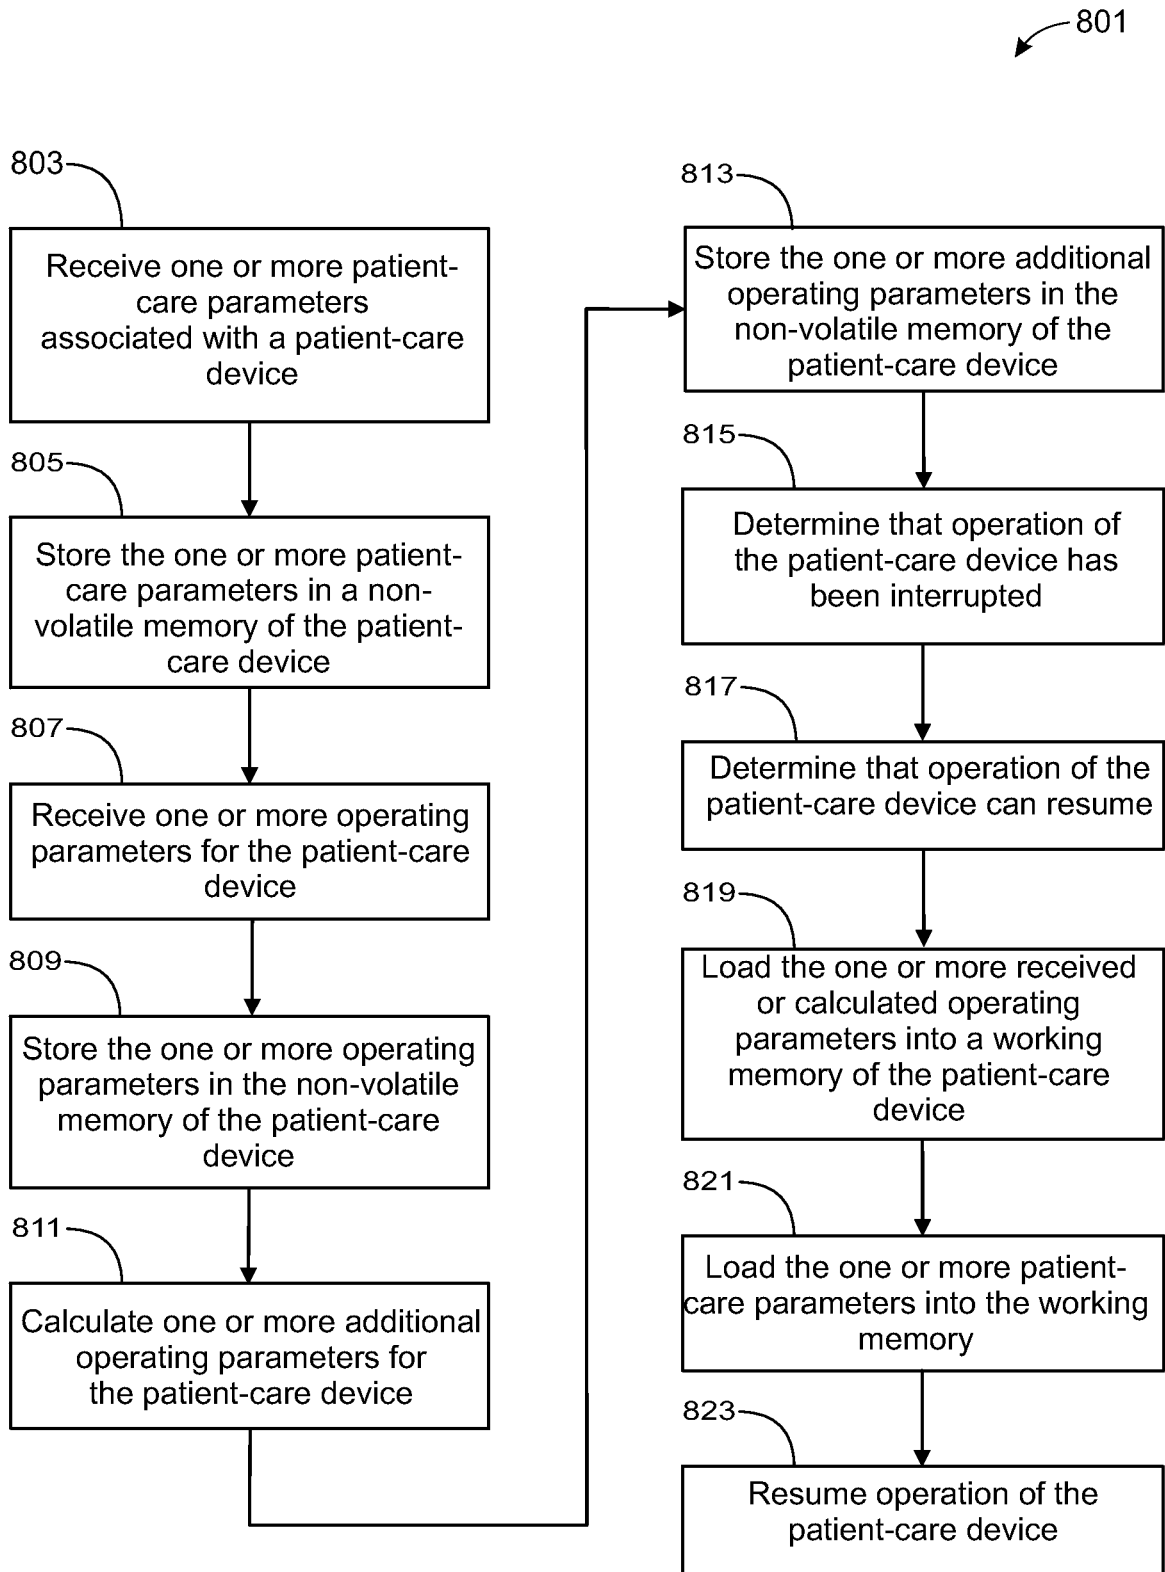 801
803
Receive one or more patient-
care parameters
associated with a patient-care
device
805
Store the one or more patient-
care parameters in a non-
volatile memory of the patient-
care device
807
Receive one or more operating
parameters for the patient-care
device
809
Store the one or more operating
parameters in the non-volatile
memory of the patient-care
device
811
Calculate one or more additional
operating parameters for
the patient-care device
813
Store the one or more additional
operating parameters in the
non-volatile memory of the
patient-care device
815
Determine that operation of
the patient-care device has
been interrupted
817
Determine that operation of the
patient-care device can resume
819
Load the one or more received
or calculated operating
parameters into a working
memory of the patient-care
device
821
Load the one or more patient-
care parameters into the working
memory
823
Resume operation of the
patient-care device